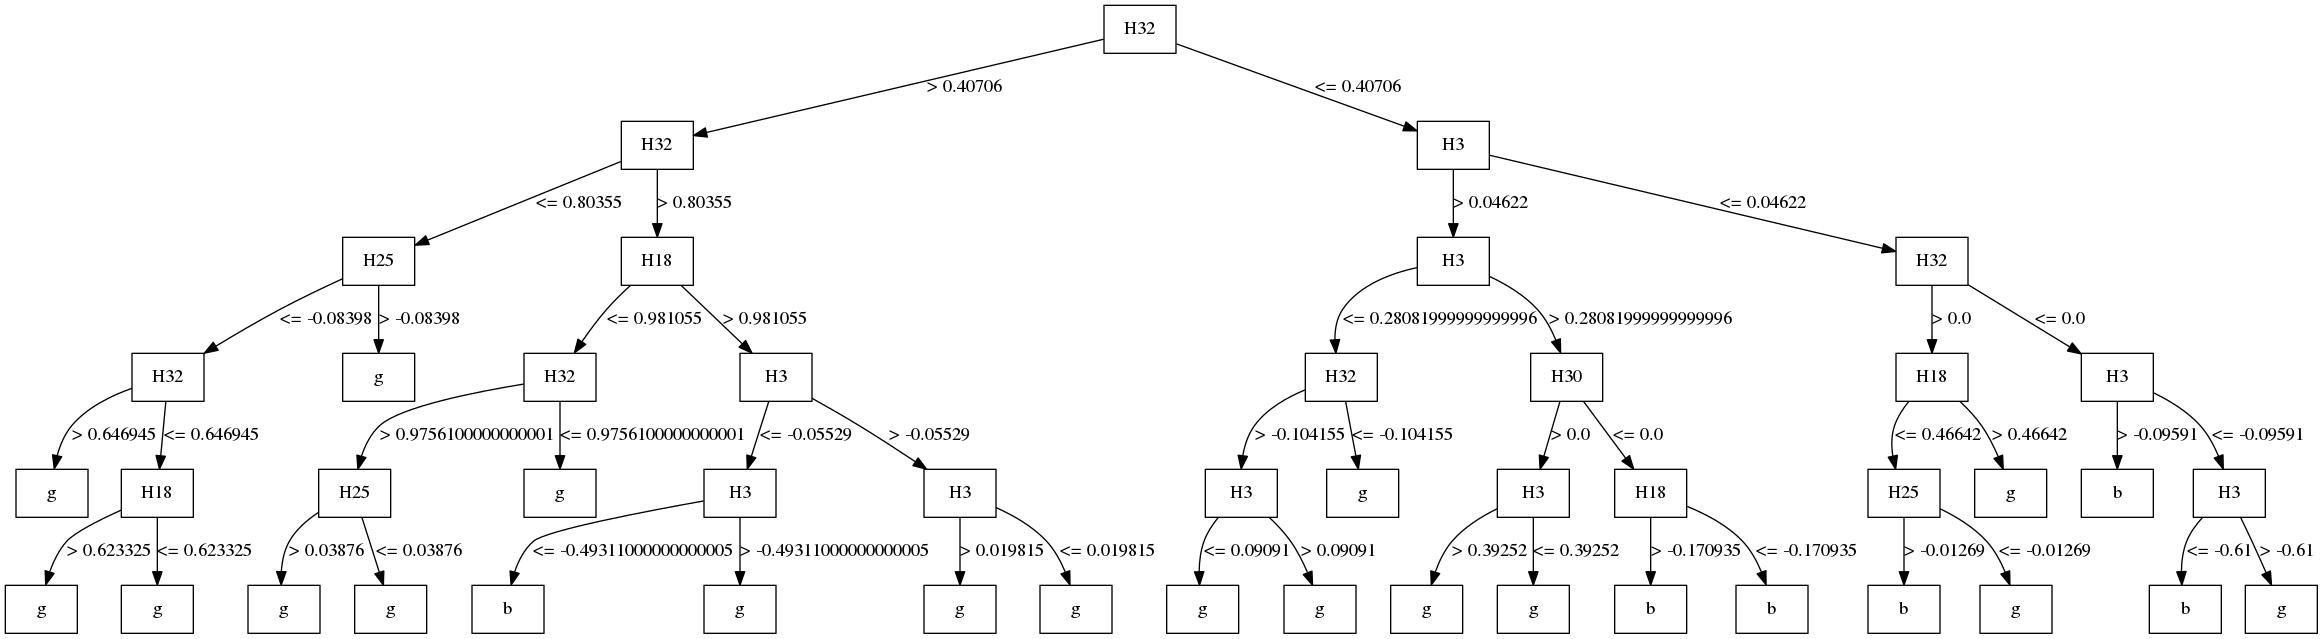 H32
> 0.40706 <= 0.40706
H32 H3
<= 0.80355 > 0.80355 > 0.04622 <= 0.04622
H25 H18 H3 H32
<= -0.08398 > -0.08398 <= 0.981055 > 0.981055 <= 0.28081999999999996 > 0.28081999999999996 > 0.0 <= 0.0
H32 g H32 H3 H32 H30 H18 H3
> 0.646945 <= 0.646945 > 0.9756100000000001 <= 0.9756100000000001 <= -0.05529 > -0.05529 > -0.104155 <= -0.104155 > 0.0 <= 0.0 <= 0.46642 > 0.46642 > -0.09591 <= -0.09591
g H18 H25 g H3 H3 H3 g H3 H18 H25 g b H3
> 0.623325 <= 0.623325 > 0.03876 <= 0.03876 <= -0.49311000000000005 > -0.49311000000000005 > 0.019815 <= 0.019815 <= 0.09091 > 0.09091 > 0.39252 <= 0.39252 > -0.170935 <= -0.170935 > -0.01269 <= -0.01269 <= -0.61 > -0.61
g g g g b g g g g g g g b b b g b g